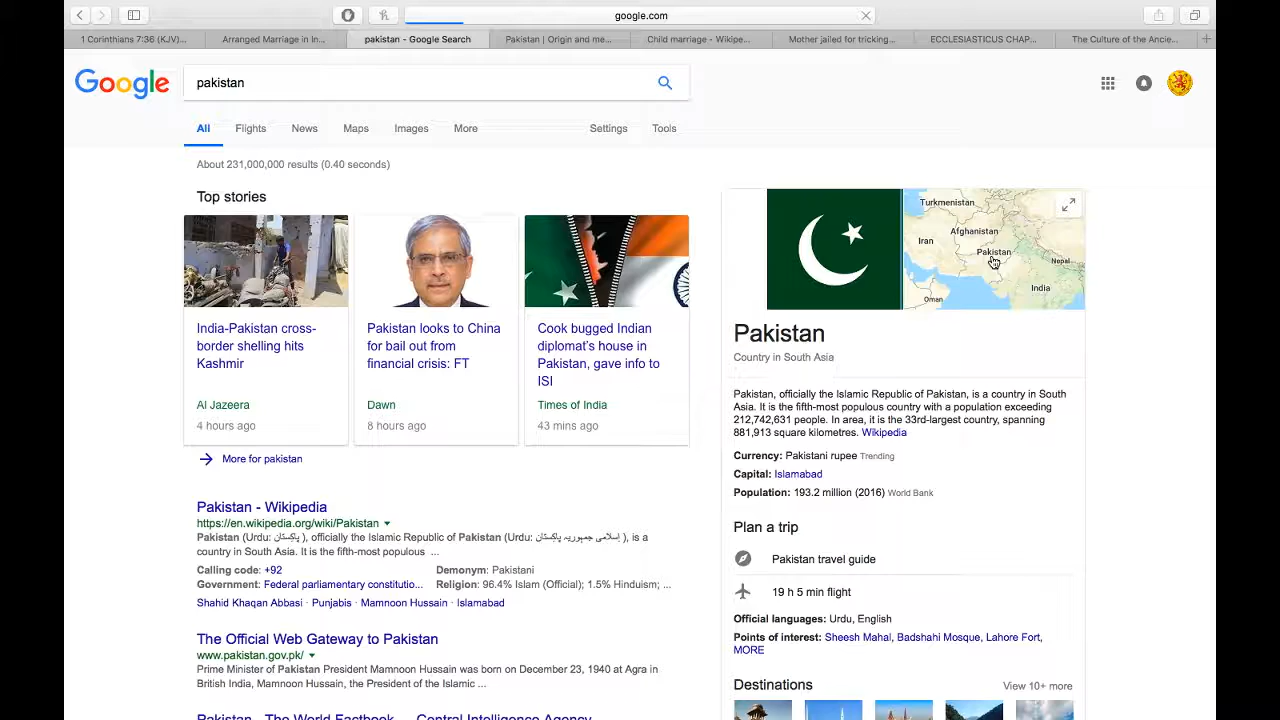 google.com
1 Corinthians 7:36 (KJV)...
Arranged Marriage in In...
pakistan - Google Search
Pakistan | Origin and me...
Child marriage - Wikipe...
Mother jailed for tricking...
ECCLESIASTICUS CHAP...
The Culture of the Ancie...
Google
pakistan
All
Flights
News
Maps
Images
More
Settings
Tools
About 231,000,000 results (0.40 seconds)
Top stories
India-Pakistan cross-
border shelling hits
Kashmir
Al Jazeera
4 hours ago
Pakistan looks to China
for bail out from
financial crisis: FT
Dawn
8 hours ago
Cook bugged Indian
diplomat's house in
Pakistan, gave info to
ISI
Times of India
43 mins ago
More for pakistan
Pakistan - Wikipedia
https://en.wikipedia.org/wiki/Pakistan
Pakistan (Urdu: پاکستان ), officially the Islamic Republic of Pakistan (Urdu: اسلامی جمہوریہ پاکستان ), is a
country in South Asia. It is the fifth-most populous ...
Calling code: +92
Demonym: Pakistani
Government: Federal parliamentary constitutio...
Religion: 96.4% Islam (Official); 1.5% Hinduism; ...
Shahid Khaqan Abbasi · Punjabis · Mamnoon Hussain · Islamabad
The Official Web Gateway to Pakistan
www.pakistan.gov.pk/
Prime Minister of Pakistan President Mamnoon Hussain was born on December 23, 1940 at Agra in
British India, Mamnoon Hussain, the President of the Islamic ...
Pakistan - The World Factbook - Central Intelligence Agency
Turkmenistan
Afghanistan
Iran
Pakistan
Nepal
India
Oman
Pakistan
Country in South Asia
Pakistan, officially the Islamic Republic of Pakistan, is a country in South
Asia. It is the fifth-most populous country with a population exceeding
212,742,631 people. In area, it is the 33rd-largest country, spanning
881,913 square kilometres. Wikipedia
Currency: Pakistani rupee Trending
Capital: Islamabad
Population: 193.2 million (2016) World Bank
Plan a trip
Pakistan travel guide
19 h 5 min flight
Official languages: Urdu, English
Points of interest: Sheesh Mahal, Badshahi Mosque, Lahore Fort,
MORE
Destinations
View 10+ more